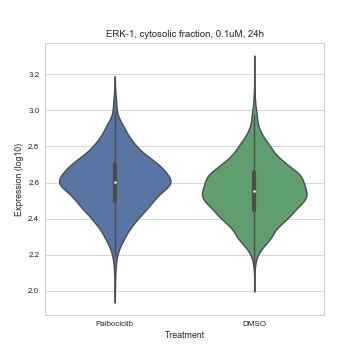 ERK-1, cytosolic fraction, 0.1uM, 24h
Expression (log10)
3.2
3.0
2.8
2.6
2.4
2.2
2.0
Palbociclib
DMSO
Treatment